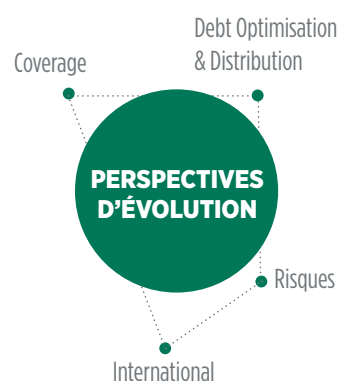 Debt Optimisation
& Distribution
Coverage
PERSPECTIVES
D’ÉVOLUTION
Risques
International